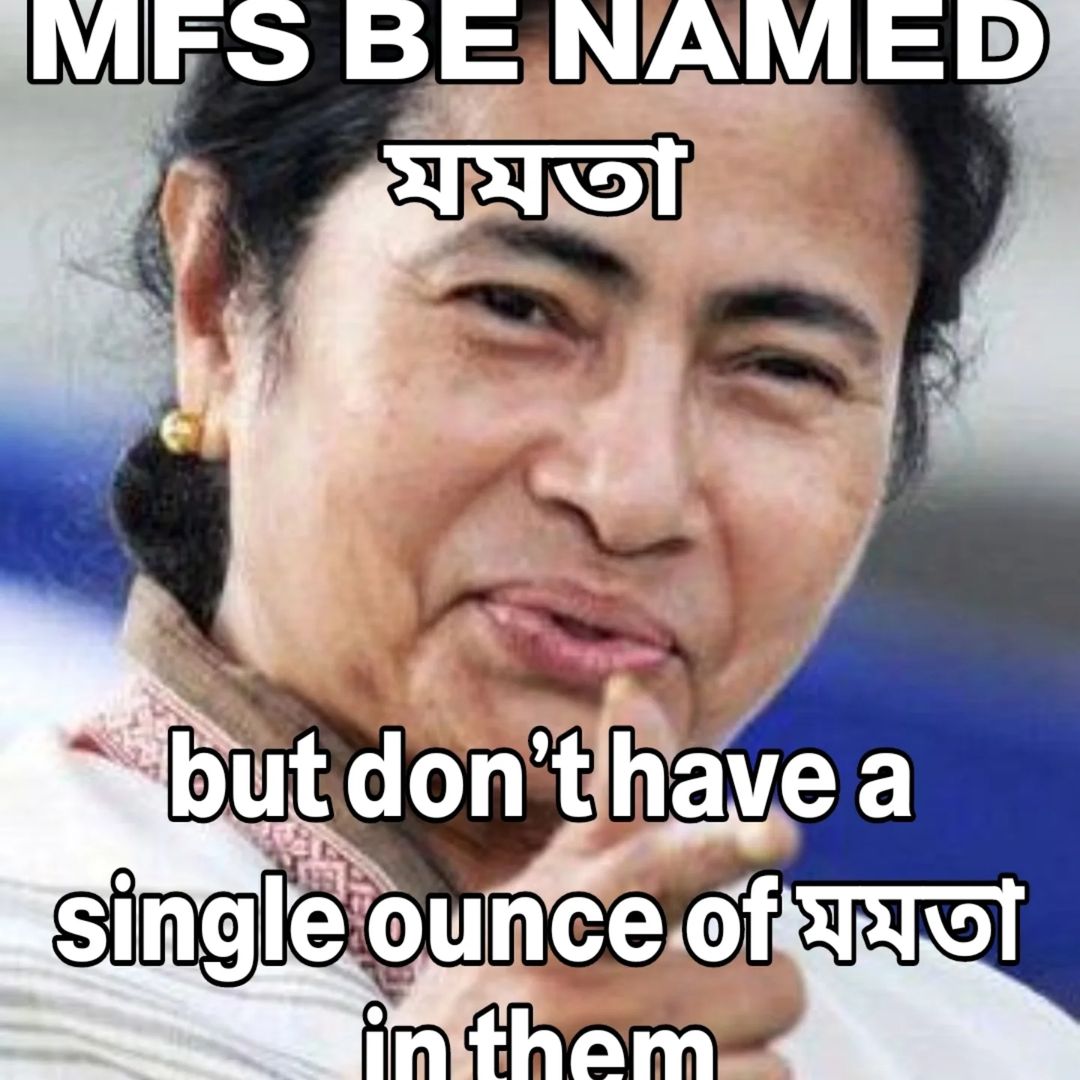 MFS BE NAMED
মমতা
but don't have a
single ounce of মমতা
in them